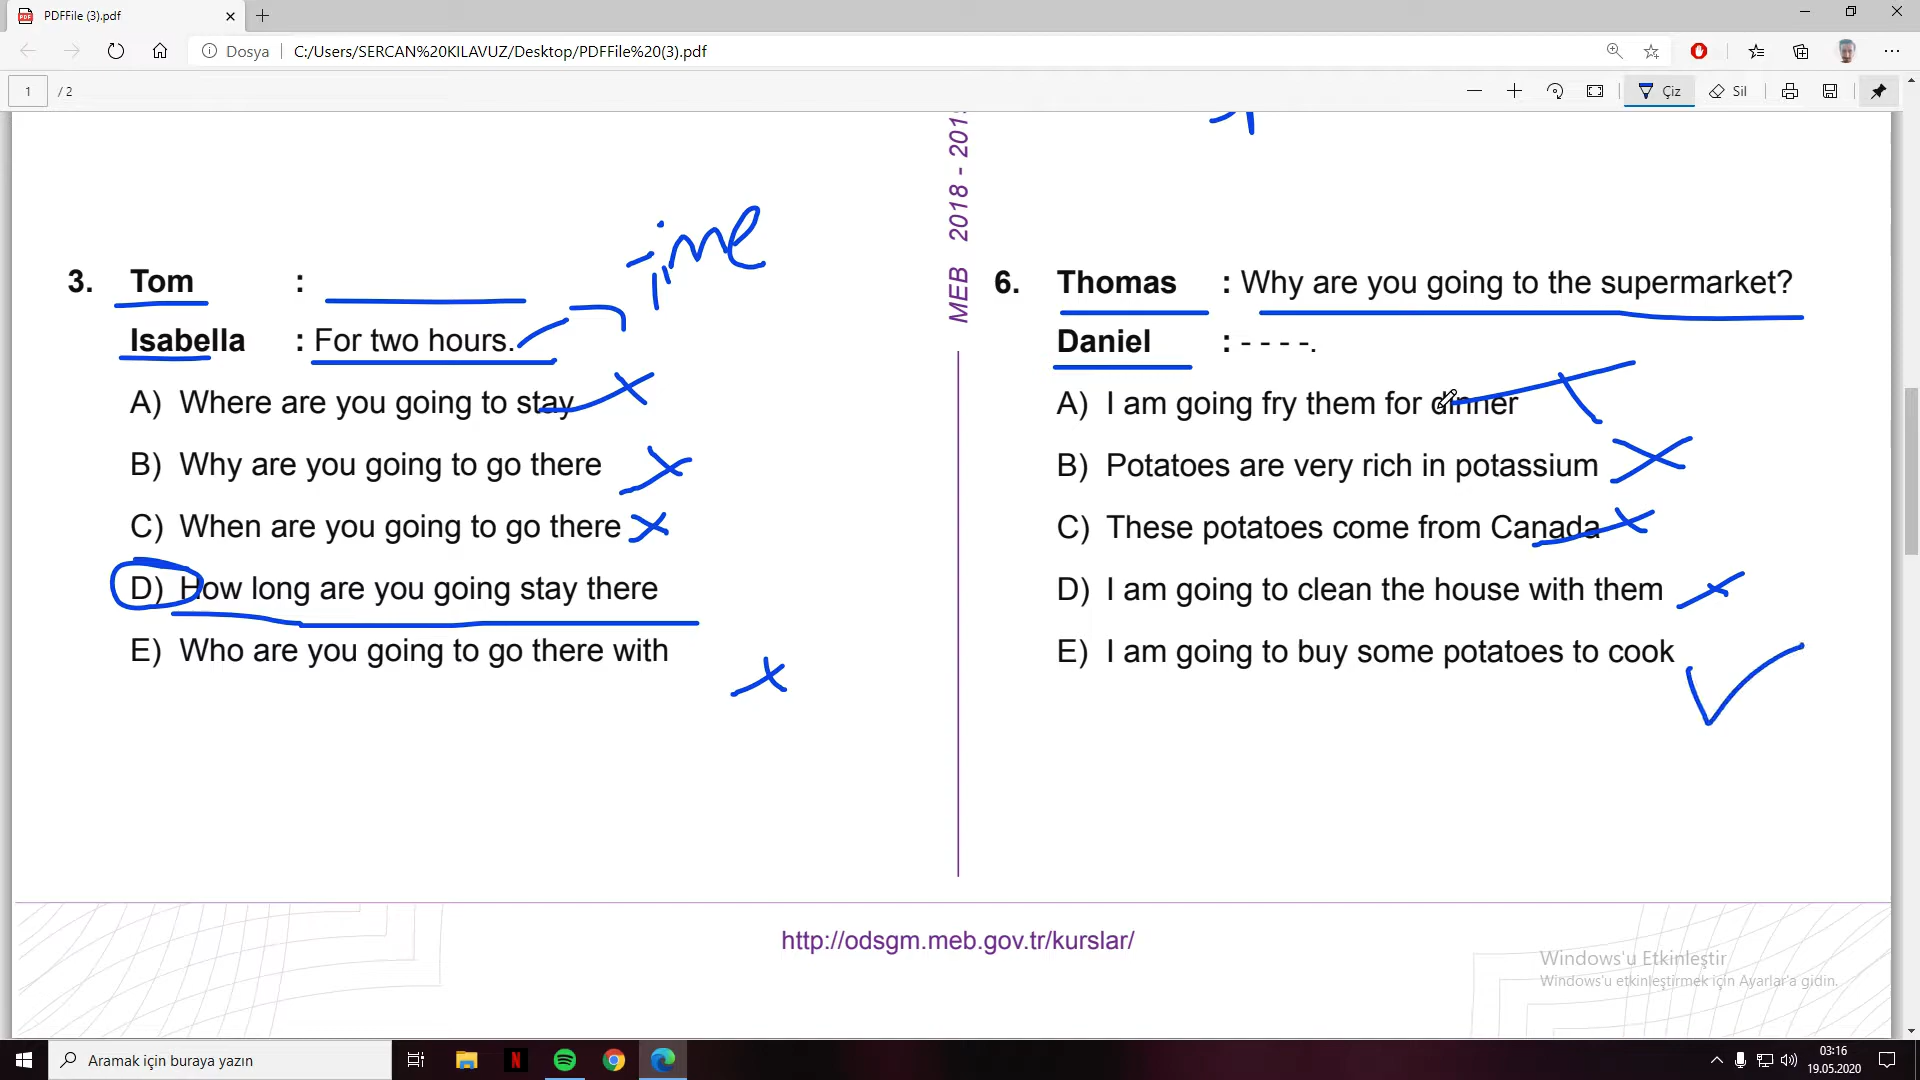 PDFFile (3).pdf
Dosya C:/Users/SERCAN%20KILAVUZ/Desktop/PDFFile%20(3).pdf
1 / 2
Çiz
Sil
3. Tom :
Isabella : For two hours.
Time
A) Where are you going to stay
B) Why are you going to go there
C) When are you going to go there
D) How long are you going stay there
E) Who are you going to go there with
MEB 2018 - 201
6. Thomas : Why are you going to the supermarket?
Daniel : - - - -.
A) I am going fry them for dinner
B) Potatoes are very rich in potassium
C) These potatoes come from Canada
D) I am going to clean the house with them
E) I am going to buy some potatoes to cook
http://odsgm.meb.gov.tr/kurslar/
Windows'u Etkinleştir
Windows'u etkinleştirmek için Ayarlar'a gidin.
Aramak için buraya yazın
03:16
19.05.2020